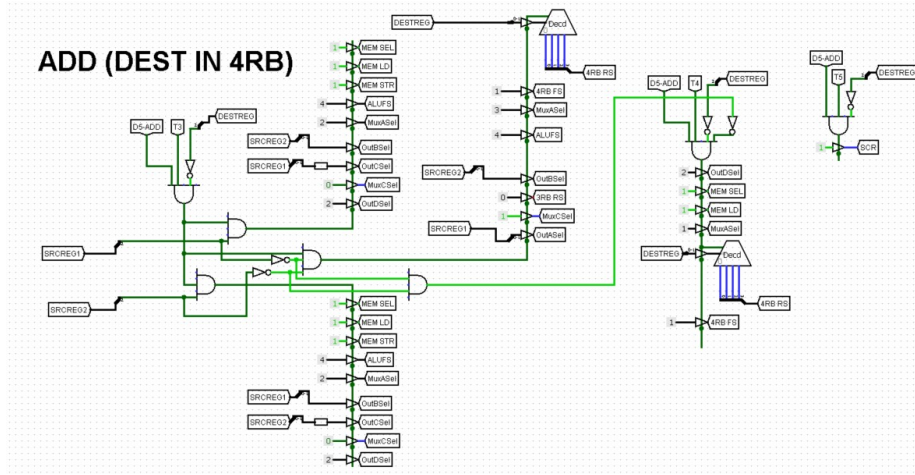 ADD (DEST IN 4RB)
D5-ADD
T3
DESTREG
SRCREG1
SRCREG2
1 MEM SEL
1 MEM LD
1 MEM STR
4 ALUFS
2 MuxASel
SRCREG2 OutBSel
SRCREG1 OutCSel
0 MuxCSel
2 OutDSel
1 MEM SEL
1 MEM LD
1 MEM STR
4 ALUFS
2 MuxASel
SRCREG1 OutBSel
SRCREG2 OutCSel
0 MuxCSel
2 OutDSel
DESTREG
Decd
4RB RS
1 4RB FS
3 MuxASel
4 ALUFS
SRCREG2 OutBSel
0 3RB RS
1 MuxCSel
SRCREG1 OutASel
D5-ADD
T4
DESTREG
2 OutDSel
1 MEM SEL
1 MEM LD
1 MuxASel
DESTREG
Decd
4RB RS
1 4RB FS
D5-ADD
T5
DESTREG
1 SCR